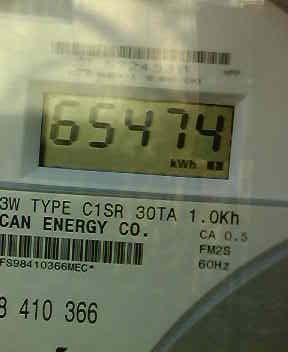 65474
kWh
3W TYPE C1SR 30TA 1.0Kh
CAN ENERGY CO.
CA 0.5
FM2S
60Hz
FS98410366MEC*
8 410 366